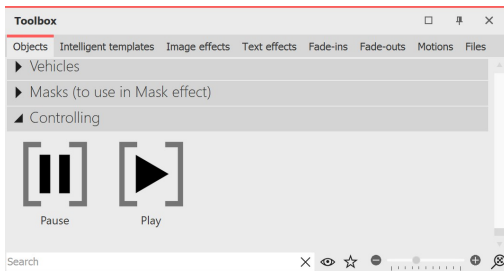 Toolbox
Objects Intelligent templates Image effects Text effects Fade-ins Fade-outs Motions Files
Vehicles
Masks (to use in Mask effect)
Controlling
Pause Play
Search